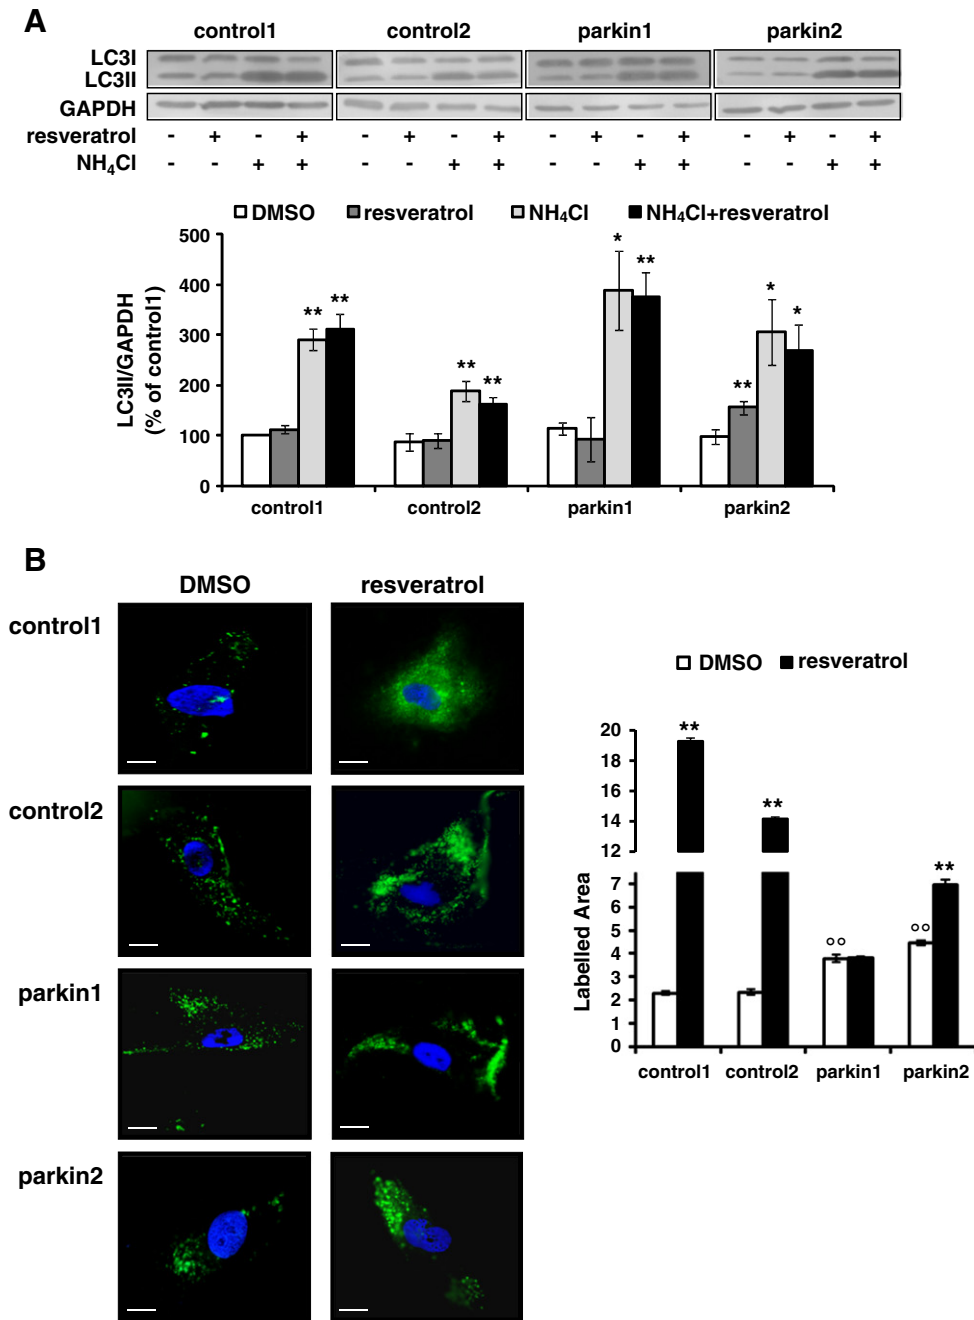 A
control1 control2 parkin1 parkin2
LC3I
LC3II
GAPDH
resveratrol - + - + - + - + - + - + - + - +
NH4Cl - - + + - - + + - - + + - - + +
DMSO resveratrol NH4Cl NH4Cl+resveratrol
LC3II/GAPDH
(% of control1)
500
400
300
200
100
0
** ** ** ** * ** ** * *
control1 control2 parkin1 parkin2
B
DMSO resveratrol
control1
control2
parkin1
parkin2
DMSO resveratrol
Labelled Area
20
18
16
14
12
7
6
5
4
3
2
1
0
** ** °° °° **
control1 control2 parkin1 parkin2